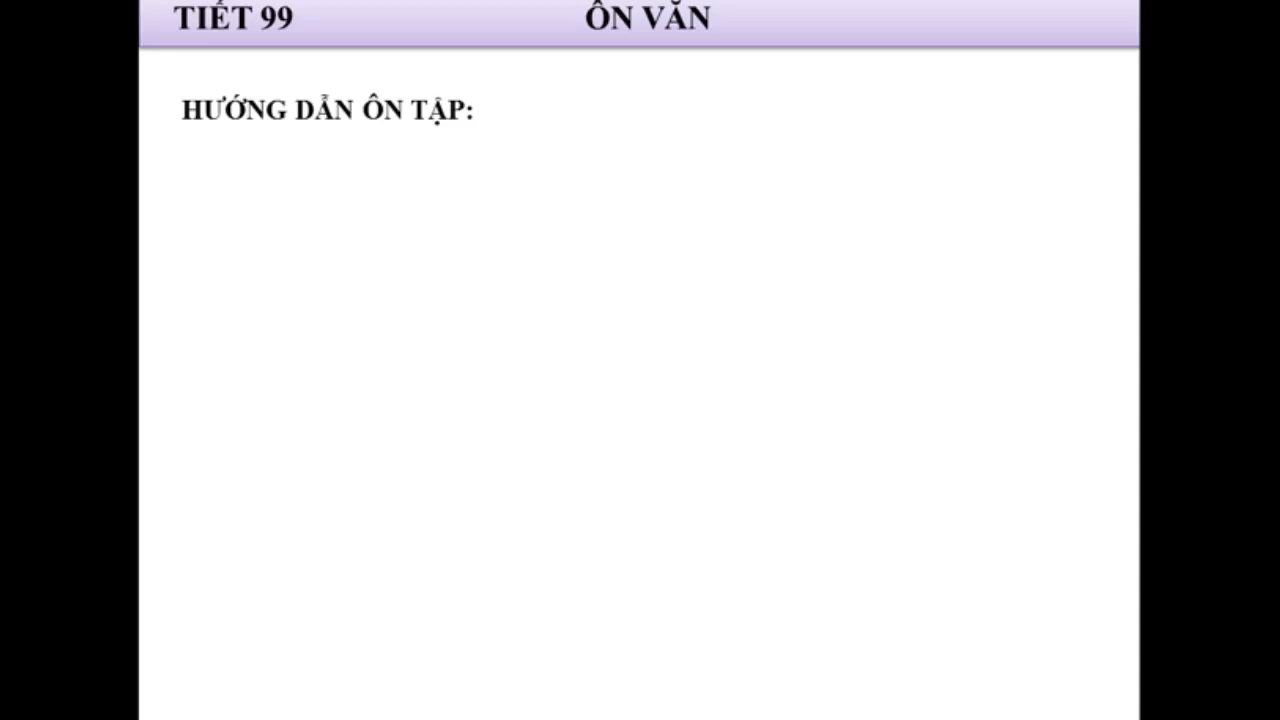 TIẾT 99 ÔN VĂN
HƯỚNG DẪN ÔN TẬP: